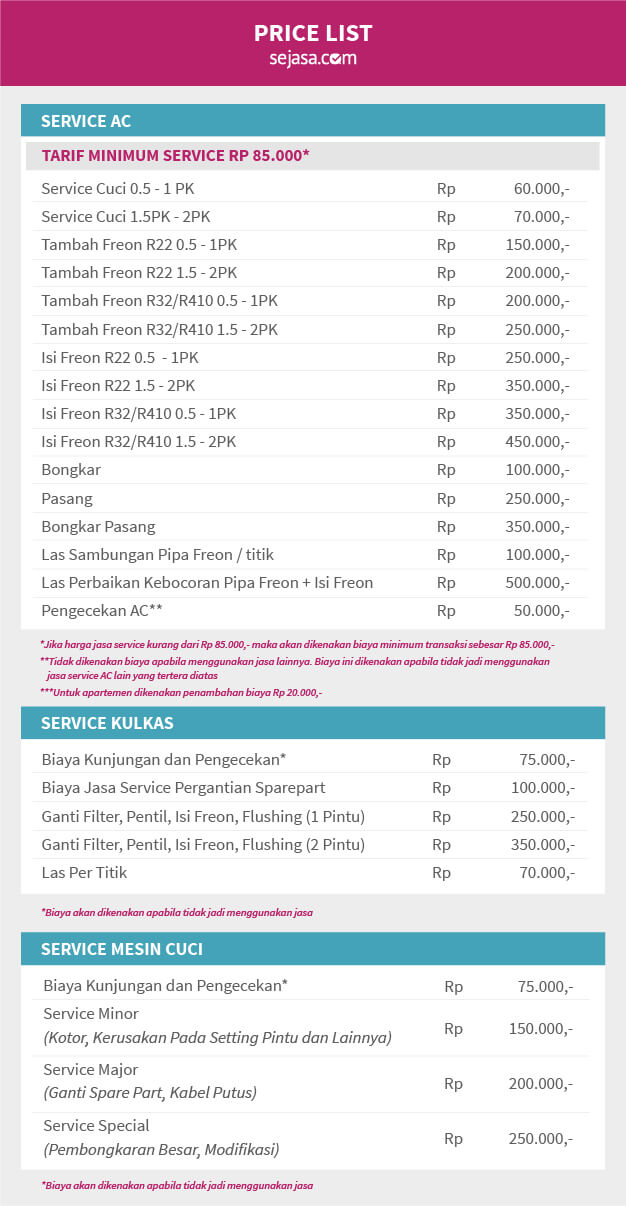 PRICE LIST
sejasa.com
SERVICE AC
TARIF MINIMUM SERVICE RP 85.000*
Service Cuci 0.5 - 1 PK Rp 60.000,-
Service Cuci 1.5PK - 2PK Rp 70.000,-
Tambah Freon R22 0.5 - 1PK Rp 150.000,-
Tambah Freon R22 1.5 - 2PK Rp 200.000,-
Tambah Freon R32/R410 0.5 - 1PK Rp 200.000,-
Tambah Freon R32/R410 1.5 - 2PK Rp 250.000,-
Isi Freon R22 0.5 - 1PK Rp 250.000,-
Isi Freon R22 1.5 - 2PK Rp 350.000,-
Isi Freon R32/R410 0.5 - 1PK Rp 350.000,-
Isi Freon R32/R410 1.5 - 2PK Rp 450.000,-
Bongkar Rp 100.000,-
Pasang Rp 250.000,-
Bongkar Pasang Rp 350.000,-
Las Sambungan Pipa Freon / titik Rp 100.000,-
Las Perbaikan Kebocoran Pipa Freon + Isi Freon Rp 500.000,-
Pengecekan AC** Rp 50.000,-
*Jika harga jasa service kurang dari Rp 85.000,- maka akan dikenakan biaya minimum transaksi sebesar Rp 85.000,-
**Tidak dikenakan biaya apabila menggunakan jasa lainnya. Biaya ini dikenakan apabila tidak jadi menggunakan
jasa service AC lain yang tertera diatas
***Untuk apartemen dikenakan penambahan biaya Rp 20.000,-
SERVICE KULKAS
Biaya Kunjungan dan Pengecekan* Rp 75.000,-
Biaya Jasa Service Pergantian Sparepart Rp 100.000,-
Ganti Filter, Pentil, Isi Freon, Flushing (1 Pintu) Rp 250.000,-
Ganti Filter, Pentil, Isi Freon, Flushing (2 Pintu) Rp 350.000,-
Las Per Titik Rp 70.000,-
*Biaya akan dikenakan apabila tidak jadi menggunakan jasa
SERVICE MESIN CUCI
Biaya Kunjungan dan Pengecekan* Rp 75.000,-
Service Minor
(Kotor, Kerusakan Pada Setting Pintu dan Lainnya) Rp 150.000,-
Service Major
(Ganti Spare Part, Kabel Putus) Rp 200.000,-
Service Special
(Pembongkaran Besar, Modifikasi) Rp 250.000,-
*Biaya akan dikenakan apabila tidak jadi menggunakan jasa